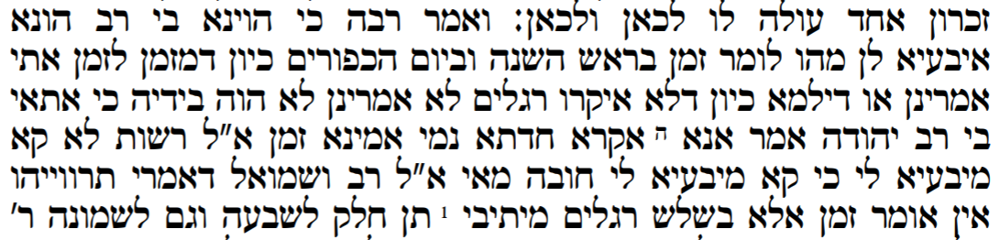 זכרון אחד עולה לו לכאן ולכאן: ואמר רבה כי הוינא בי רב הונא
איבעיא לן מהו לומר זמן בראש השנה וביום הכפורים כיון דמזמן לזמן אתי
אמרינן או דילמא כיון דלא איקרו רגלים לא אמרינן לא הוה בידיה כי אתאי
בי רב יהודה אמר אנא ה אקרא חדתא נמי אמינא זמן א"ל רשות לא קא
מיבעיא לי כי קא מיבעיא לי חובה מאי א"ל רב ושמואל דאמרי תרווייהו
אין אומר זמן אלא בשלש רגלים מיתיבי ו תן חלק לשבעה וגם לשמונה ר'